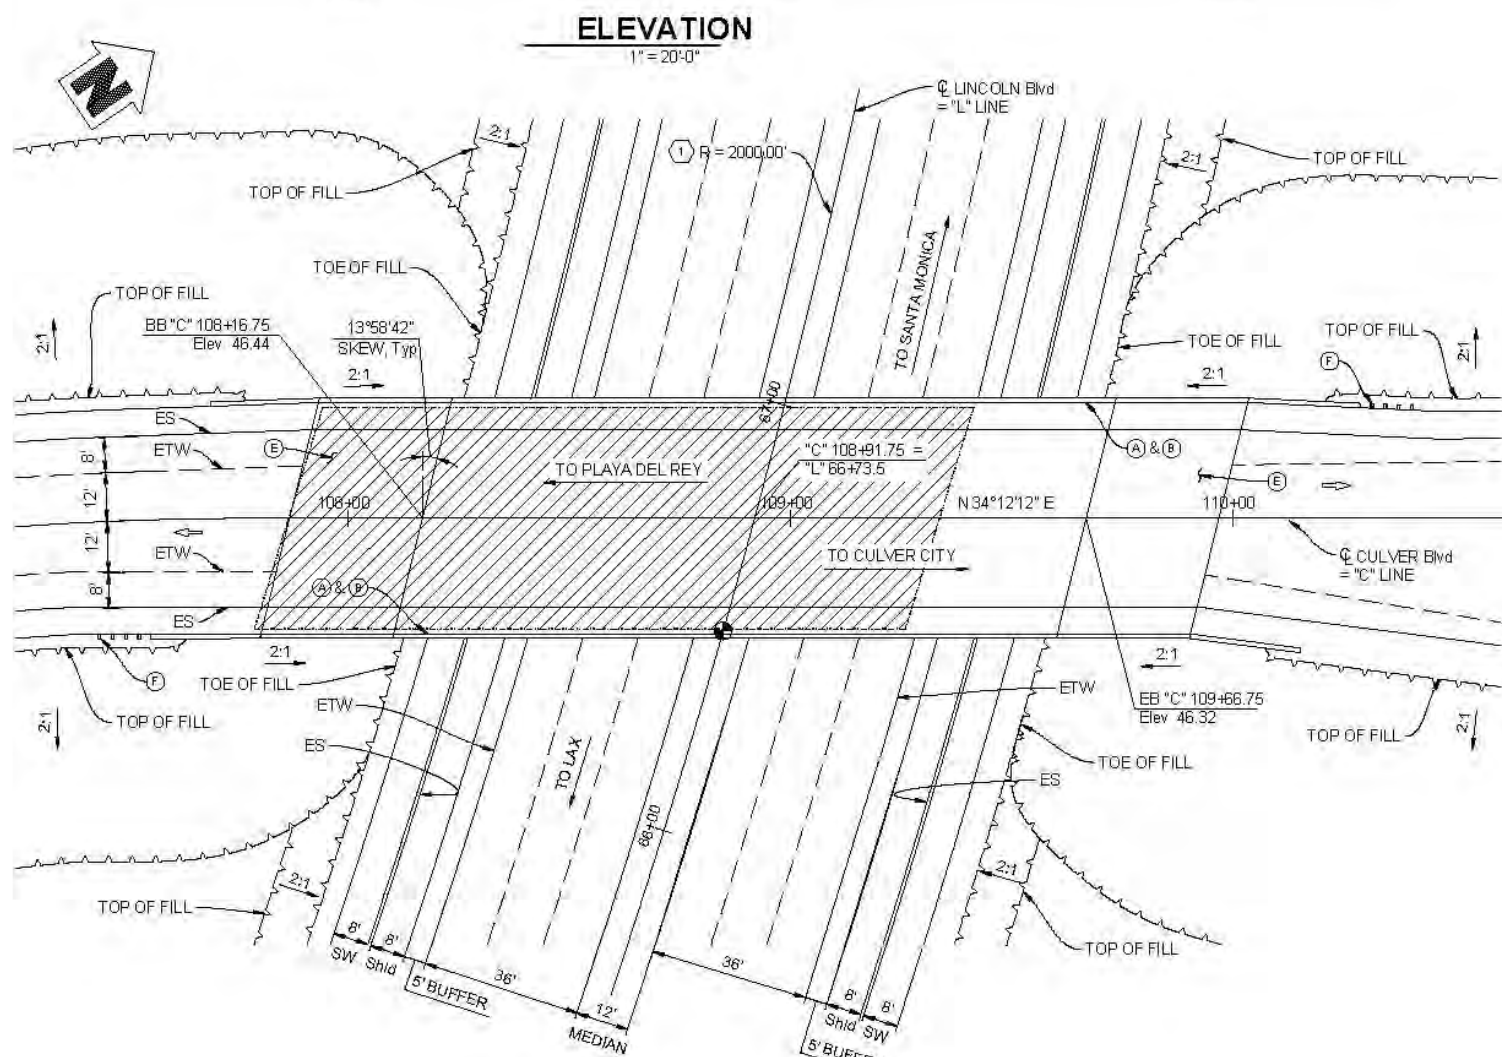 ELEVATION
1" = 20'-0"
N
℄ LINCOLN Blvd
= "L" LINE
1 R = 2000.00'
2:1
TOP OF FILL
2:1
TOP OF FILL
TOE OF FILL
TO SANTA MONICA
TOP OF FILL
2:1
BB "C" 108+16.75
Elev 46.44
13°58'42"
SKEW, Typ
2:1
TOE OF FILL
TOP OF FILL
2:1
F
2:1
67+00
ES
ETW
E
8'
12'
12'
8'
TO PLAYA DEL REY
"C" 108+91.75 =
"L" 66+73.5
A & B
E
108+00
109+00
N 34°12'12" E
110+00
ETW
TO CULVER CITY
℄ CULVER Blvd
= "C" LINE
A & B
ES
2:1
F
TOE OF FILL
TOP OF FILL
2:1
ETW
ES
TO LAX
66+00
ETW
2:1
EB "C" 109+66.75
Elev 46.32
TOP OF FILL
2:1
TOE OF FILL
ES
2:1
TOP OF FILL
2:1
TOP OF FILL
8'
SW
8'
Shld
5' BUFFER
36'
12'
MEDIAN
36'
8'
Shld
8'
SW
5' BUFFE